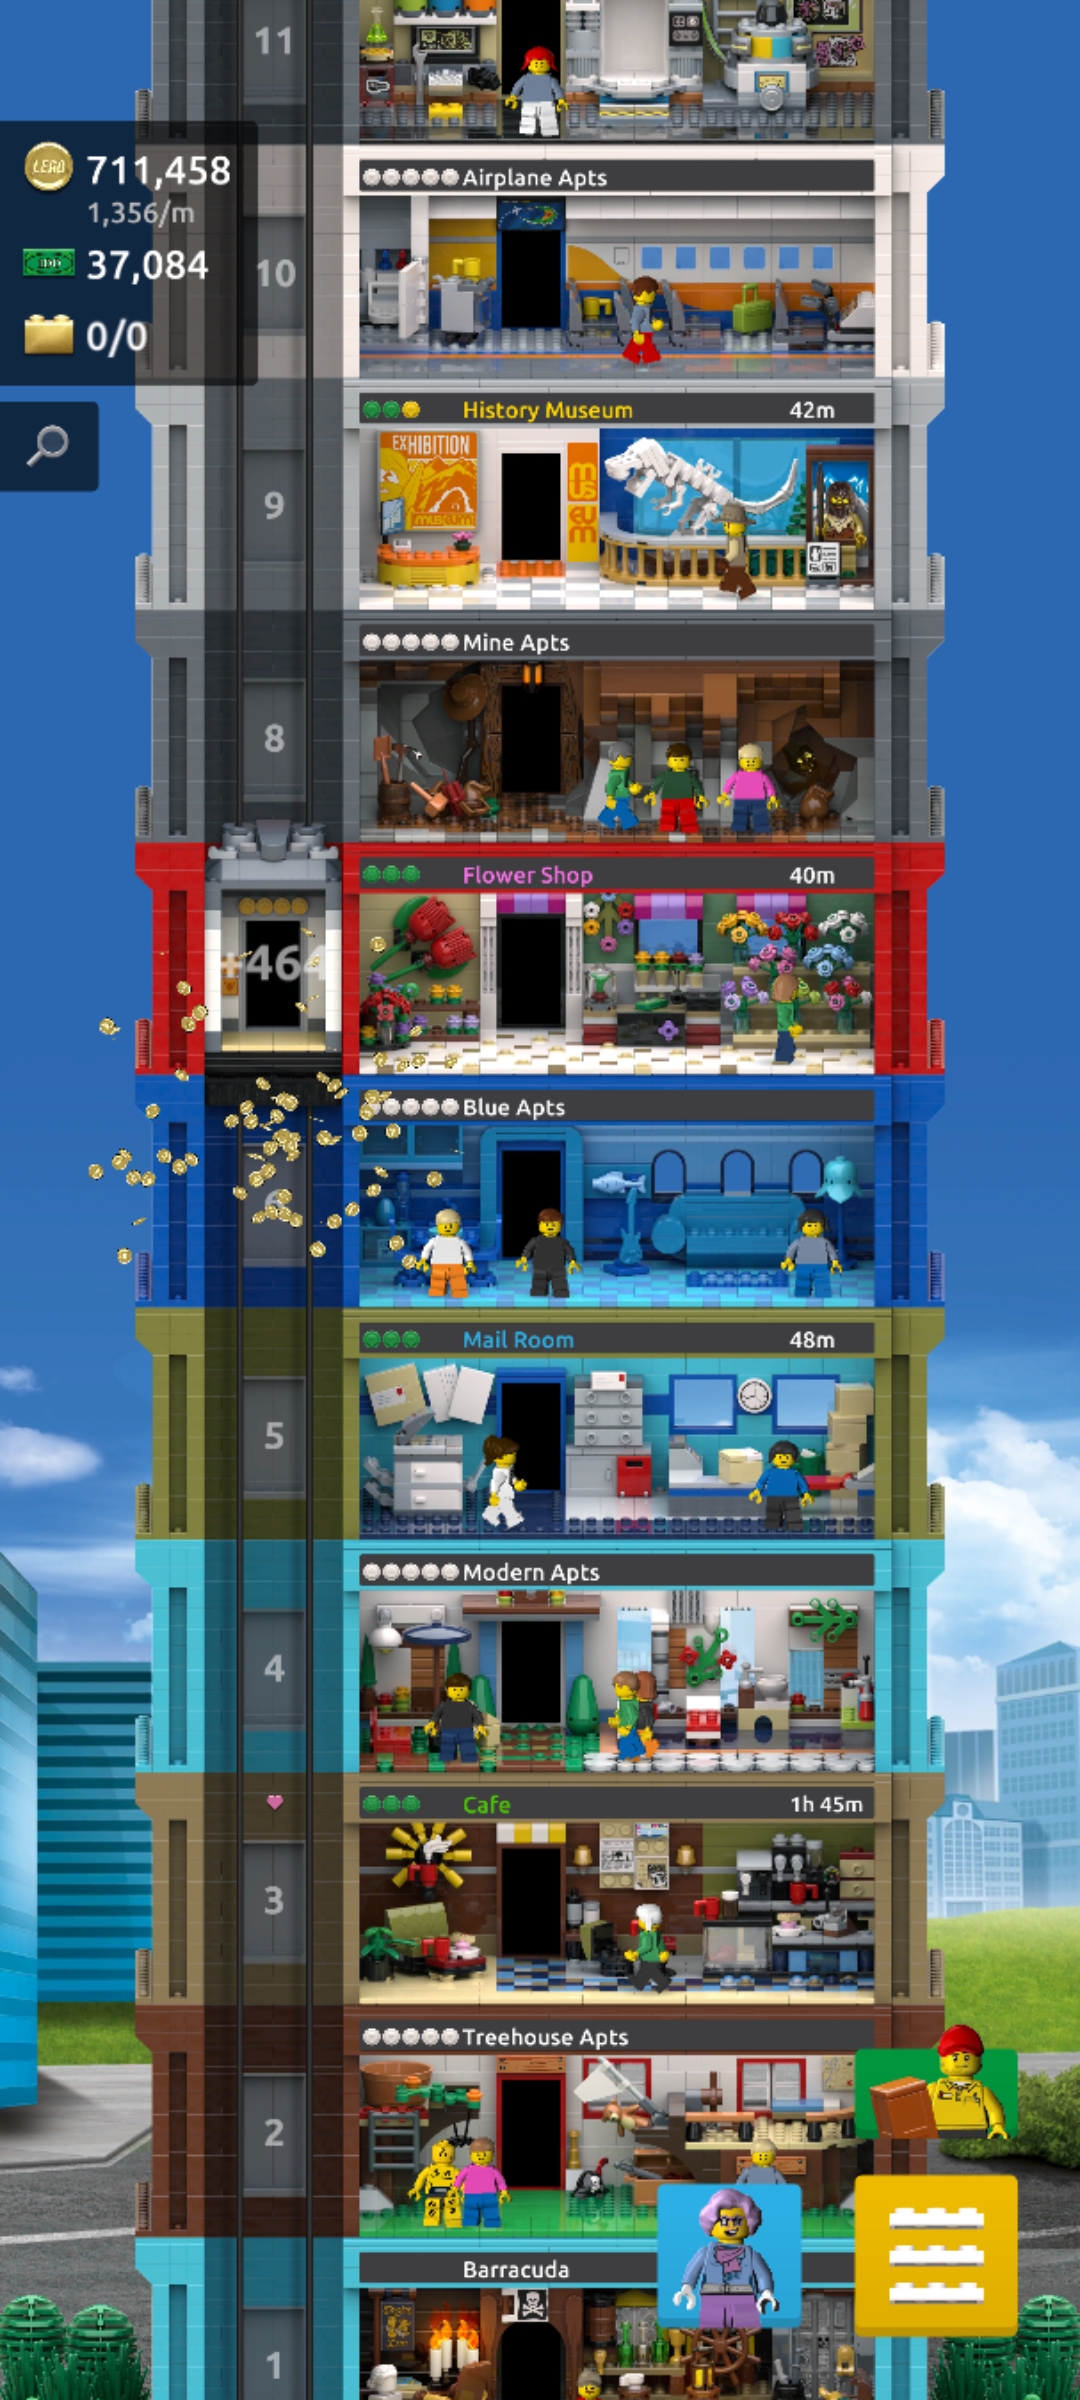 11
LEGO
711,458
1,356/m
37,084
0/0
Airplane Apts
10
History Museum 42m
EXHIBITION
museum
9
Mine Apts
8
Flower Shop 40m
+464
Blue Apts
6
Mail Room 48m
5
Modern Apts
4
Cafe 1h 45m
3
Treehouse Apts
2
Barracuda
1